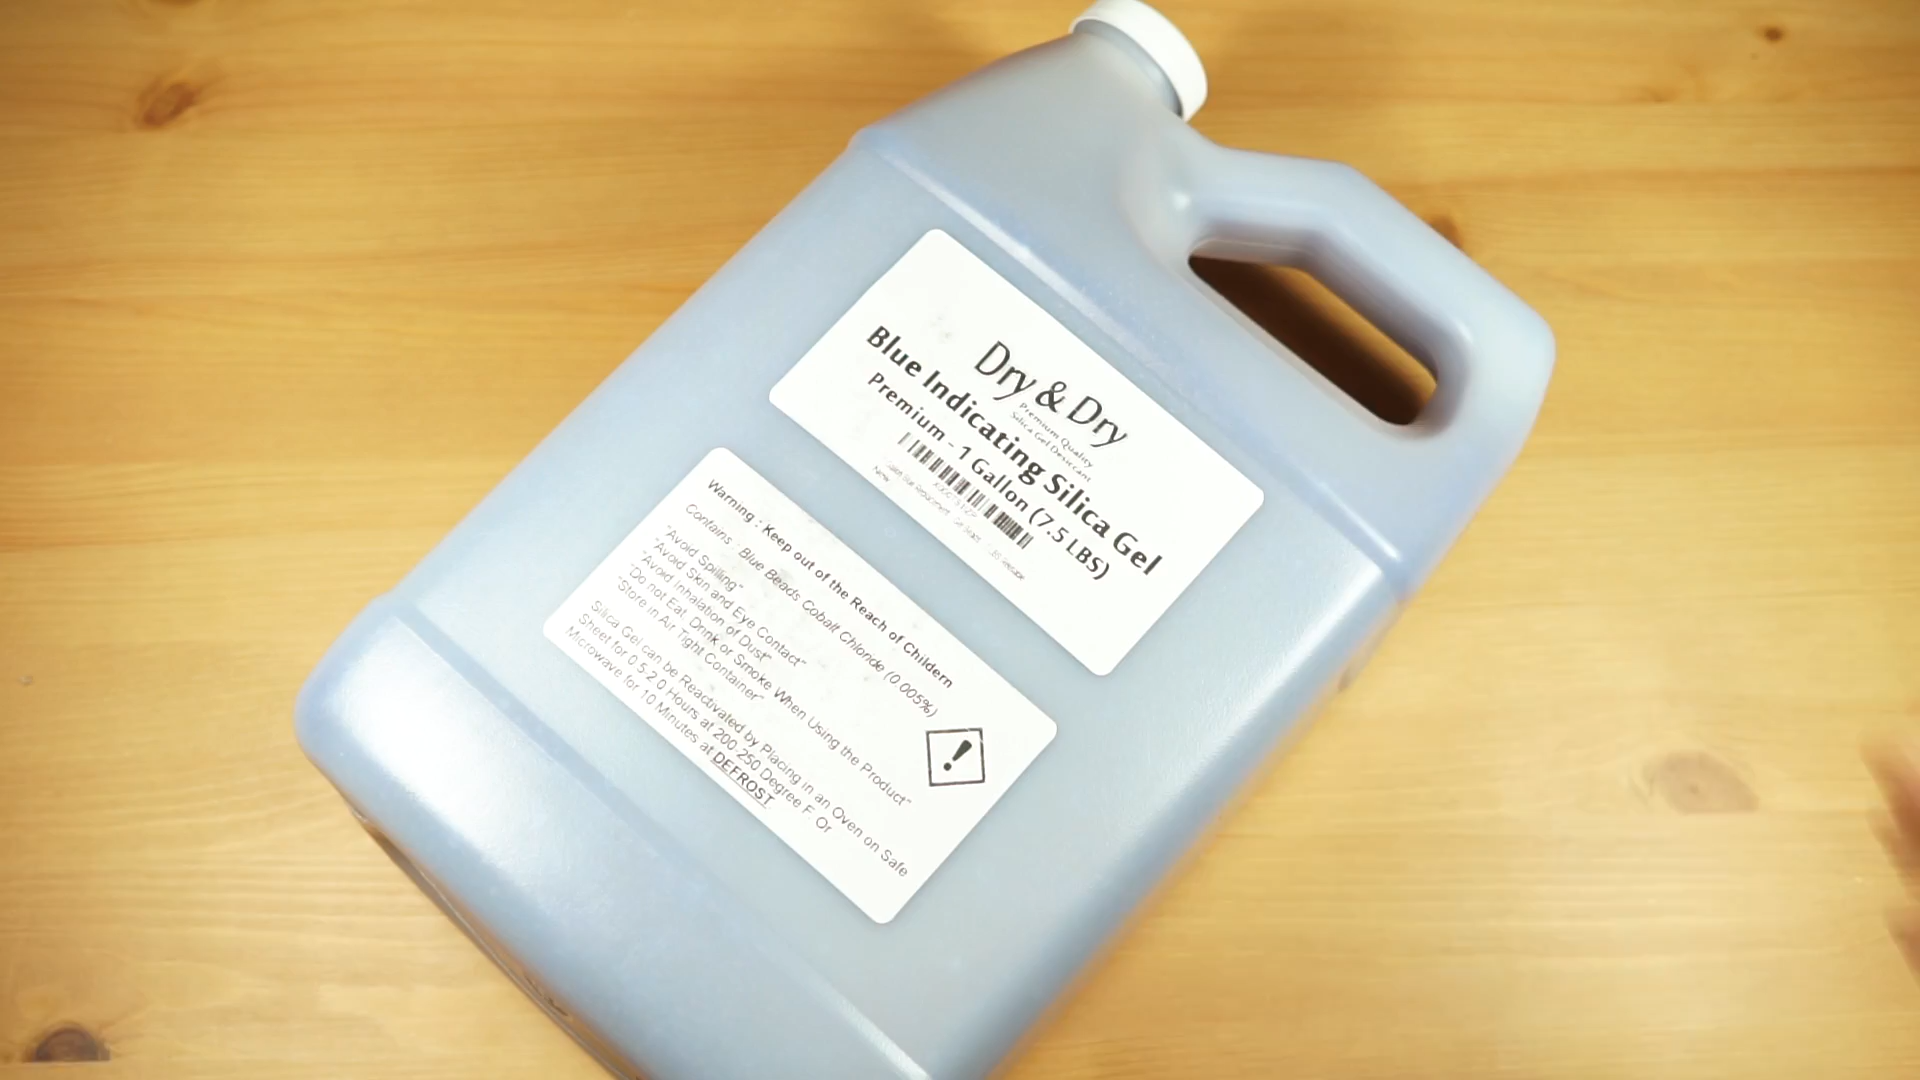 Dry & Dry
Premium Quality
Silica Gel Desiccant
Blue Indicating Silica Gel
Premium - 1 Gallon (7.5 LBS)
Warning : Keep out of the Reach of Childern
Contains : Blue Beads Cobalt Chloride (0.005%)
"Avoid Spilling"
"Avoid Skin and Eye Contact"
"Avoid Inhalation of Dust"
"Do not Eat, Drink or Smoke When Using the Product"
"Store in Air Tight Container"
Silica Gel can be Reactivated by Placing in an Oven on Safe
Sheet for 0.5-2.0 Hours at 200-250 Degree F. Or
Microwave for 10 Minutes at DEFROST